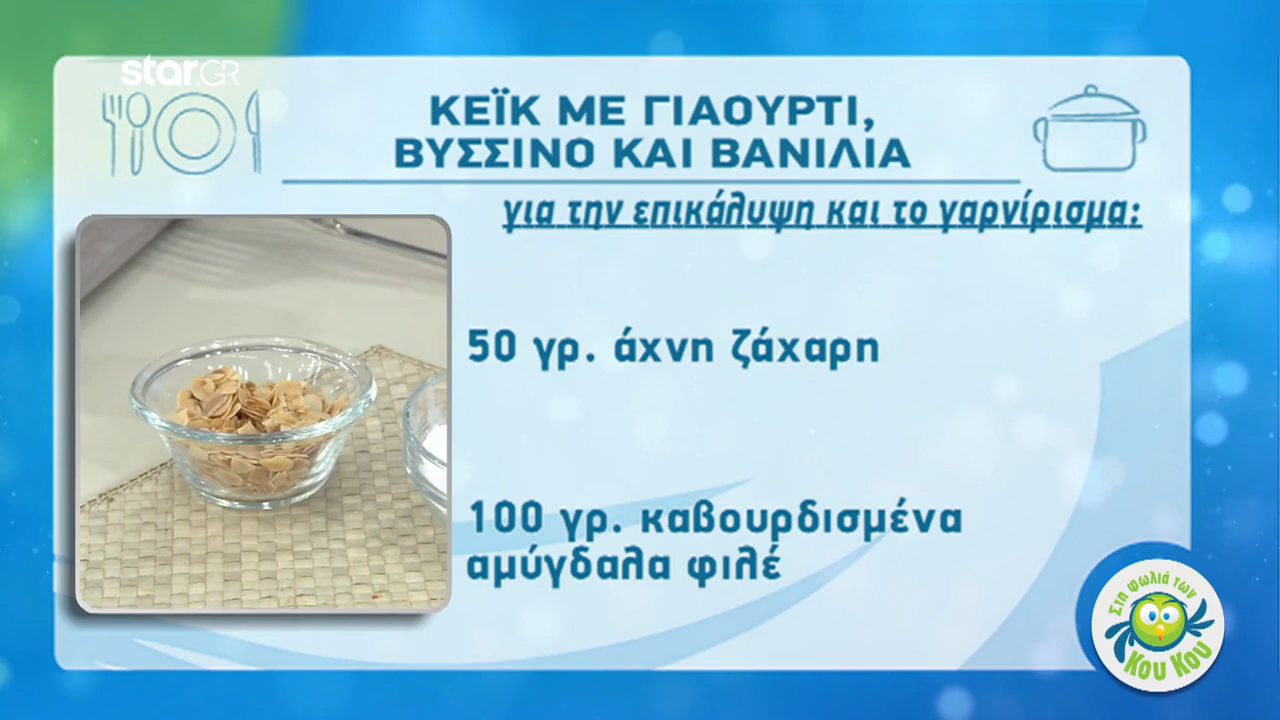 star.GR
ΚΕΪΚ ΜΕ ΓΙΑΟΥΡΤΙ,
ΒΥΣΣΙΝΟ ΚΑΙ ΒΑΝΙΛΙΑ
για την επικάλυψη και το γαρνίρισμα:
50 γρ. άχνη ζάχαρη
100 γρ. καβουρδισμένα
αμύγδαλα φιλέ
Στη φωλιά των
Κου Κου